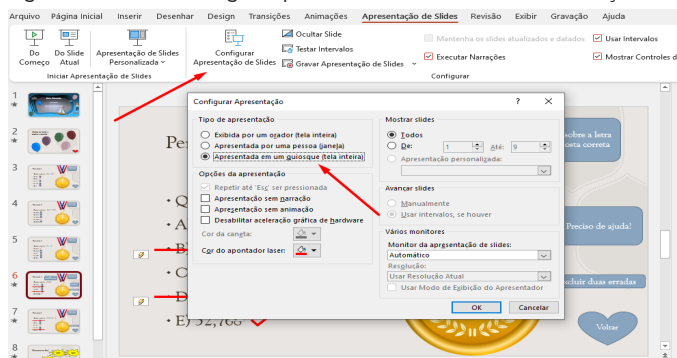 Arquivo Página Inicial Inserir Desenhar Design Transições Animações Apresentação de Slides Revisão Exibir Gravação Ajuda
Do Começo
Do Slide Atual
Apresentação de Slides Personalizada
Configurar Apresentação de Slides
Ocultar Slide
Testar Intervalos
Gravar Apresentação de Slides
Mantenha os slides atualizados e datados
Usar Intervalos
Executar Narrações
Mostrar Controles d
Iniciar Apresentação de Slides
Configurar
1
2
3
4
5
6
7
8
Pe
• Q
• A
• B
• C
• D
• E) 52,766
Configurar Apresentação ? ×
Tipo de apresentação
Exibida por um orador (tela inteira)
Apresentada por uma pessoa (janela)
Apresentada em um quiosque (tela inteira)
Opções da apresentação
Repetir até 'Esc' ser pressionada
Apresentação sem narração
Apresentação sem animação
Desabilitar aceleração gráfica de hardware
Cor da caneta:
Cor do apontador laser:
Mostrar slides
Todos
De: 1 Até: 9
Apresentação personalizada:
Avançar slides
Manualmente
Usar intervalos, se houver
Vários monitores
Monitor da apresentação de slides:
Automático
Resolução:
Usar Resolução Atual
Usar Modo de Exibição do Apresentador
OK Cancelar
sobre a letra
osta correta
Preciso de ajuda!
cluir duas erradas
Voltar